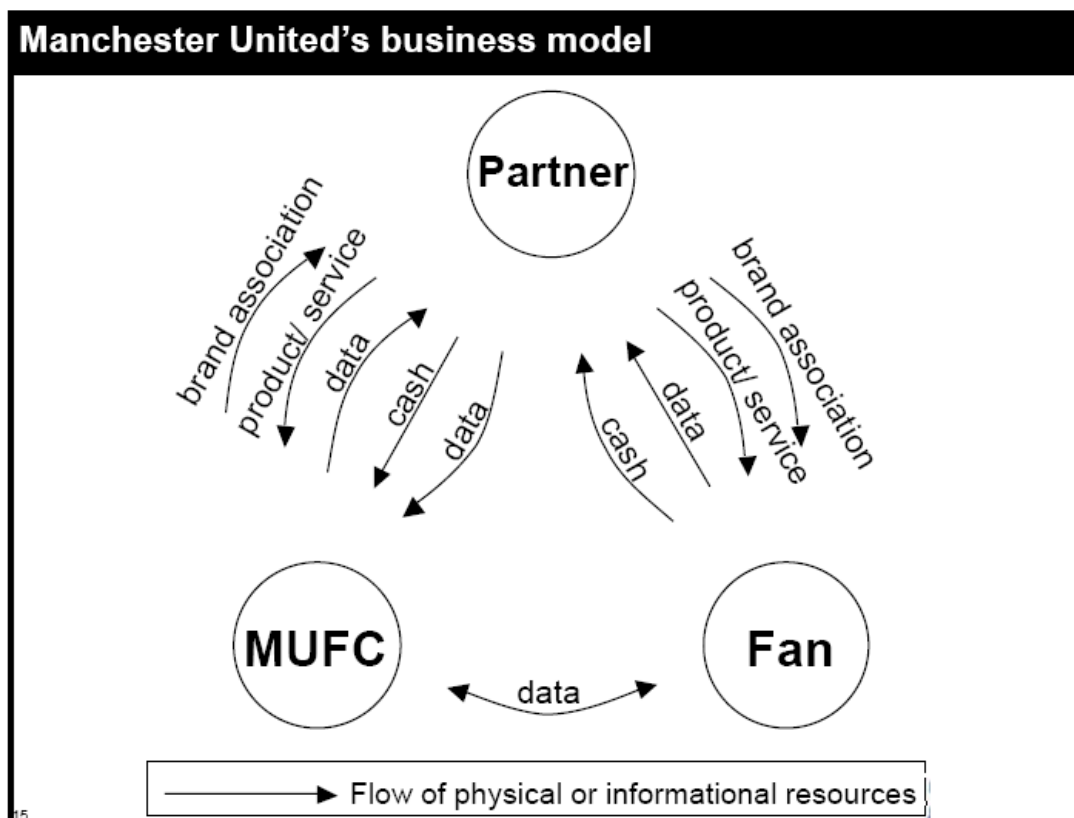 Manchester United's business model
Partner
brand association
product/ service
data
cash
data
brand association
product/ service
data
cash
MUFC
Fan
data
Flow of physical or informational resources
15